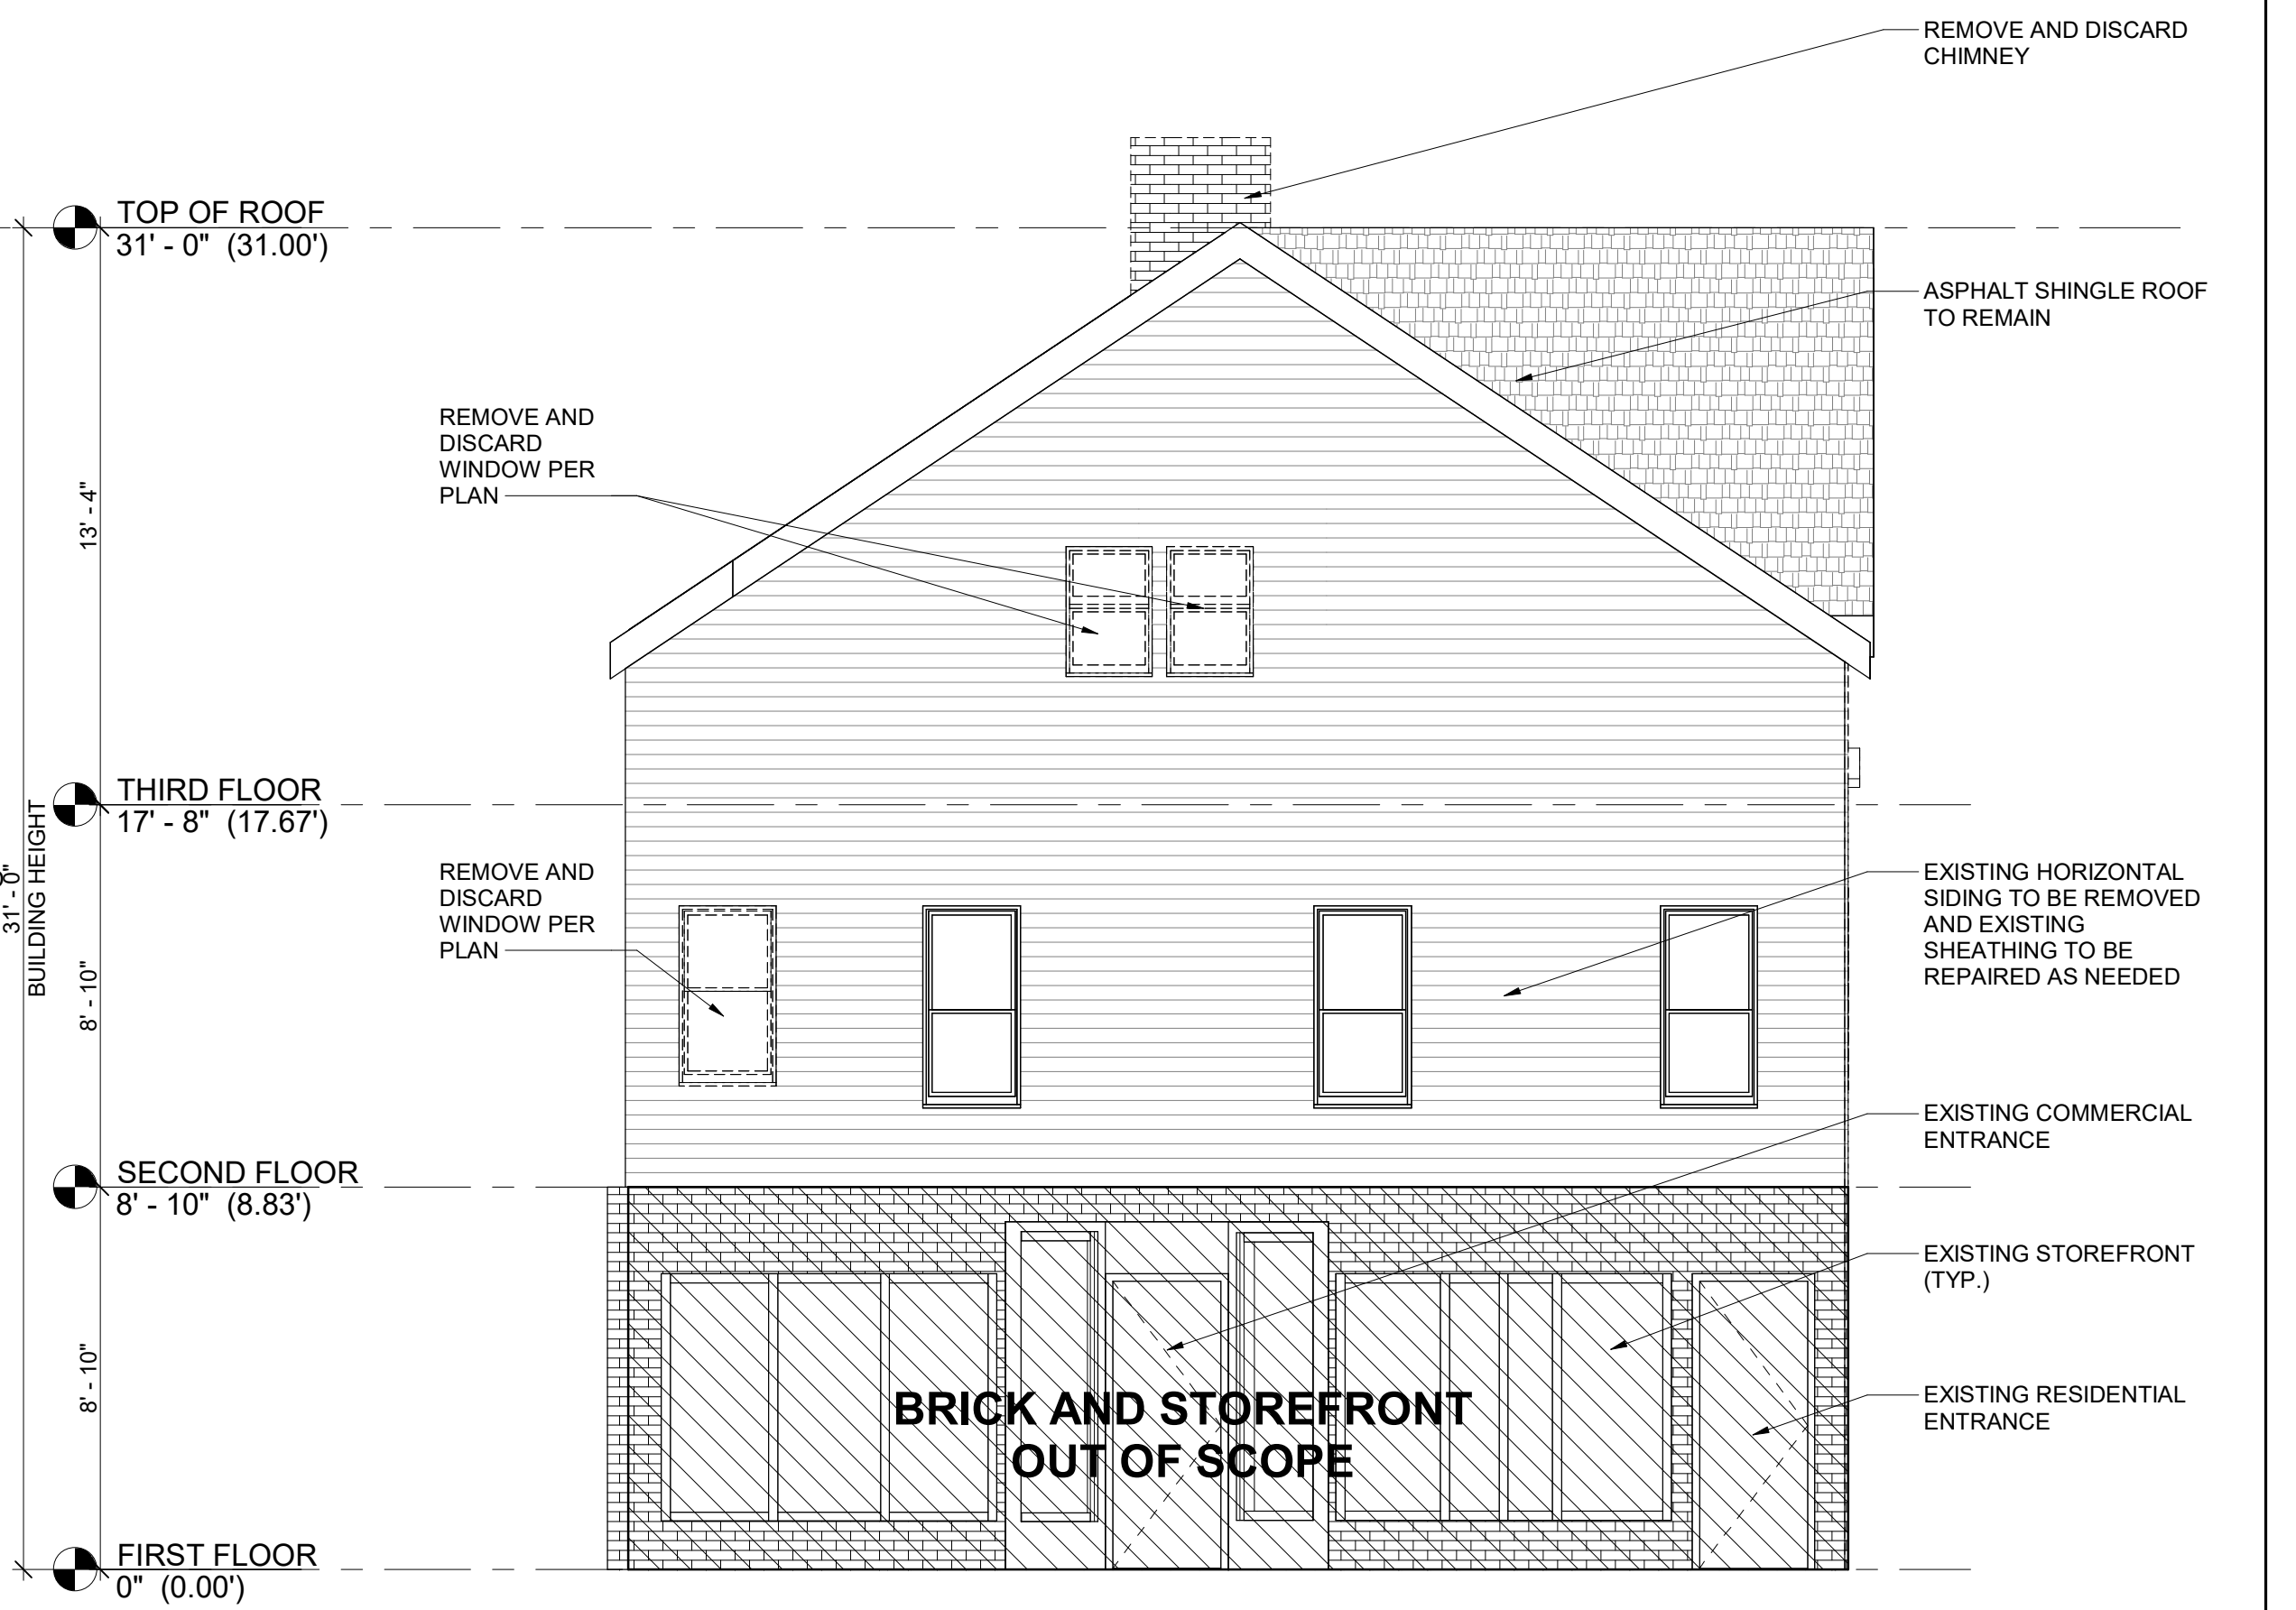 REMOVE AND DISCARD
CHIMNEY
TOP OF ROOF
31' - 0" (31.00')
ASPHALT SHINGLE ROOF
TO REMAIN
REMOVE AND
DISCARD
WINDOW PER
PLAN
13' - 4"
THIRD FLOOR
17' - 8" (17.67')
31' - 0"
BUILDING HEIGHT
REMOVE AND
DISCARD
WINDOW PER
PLAN
EXISTING HORIZONTAL
SIDING TO BE REMOVED
AND EXISTING
SHEATHING TO BE
REPAIRED AS NEEDED
8' - 10"
EXISTING COMMERCIAL
ENTRANCE
SECOND FLOOR
8' - 10" (8.83')
EXISTING STOREFRONT
(TYP.)
8' - 10"
EXISTING RESIDENTIAL
ENTRANCE
BRICK AND STOREFRONT
OUT OF SCOPE
FIRST FLOOR
0" (0.00')